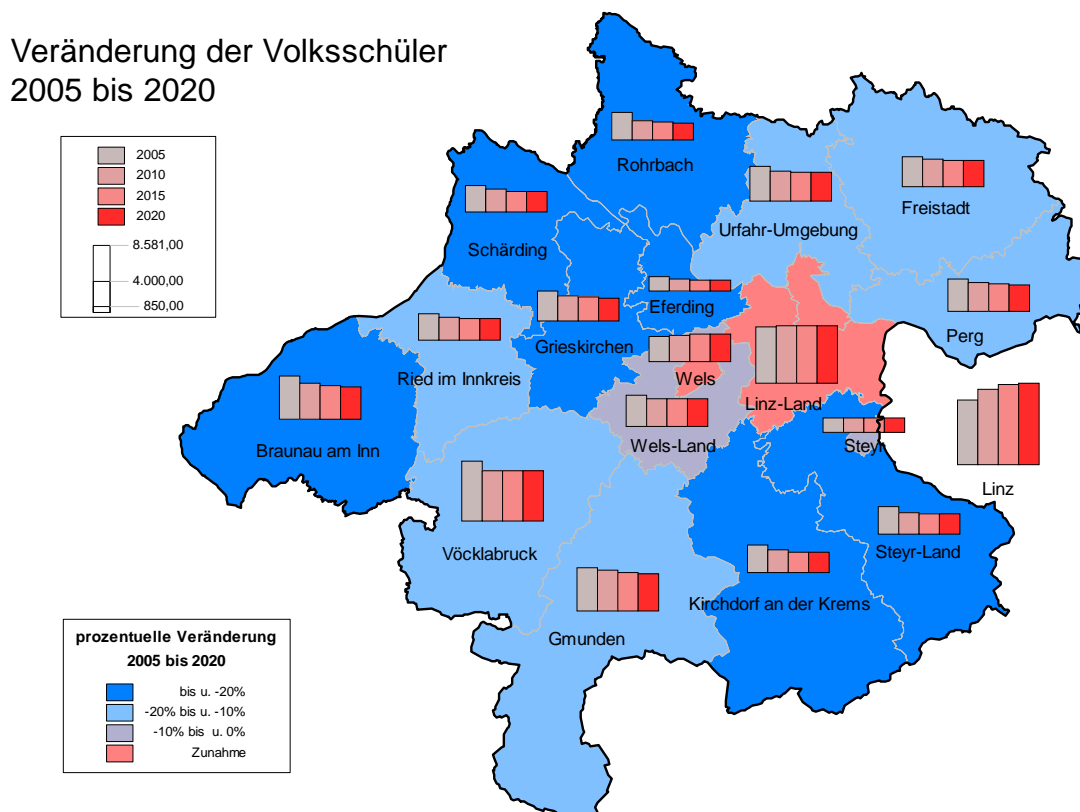 Veränderung der Volksschüler
2005 bis 2020
2005
2010
2015
2020
8.581,00
4.000,00
850,00
Rohrbach
Freistadt
Urfahr-Umgebung
Schärding
Eferding
Perg
Grieskirchen
Ried im Innkreis
Wels
Linz-Land
Braunau am Inn
Wels-Land
Steyr
Linz
Vöcklabruck
Steyr-Land
Kirchdorf an der Krems
Gmunden
prozentuelle Veränderung
2005 bis 2020
bis u. -20%
-20% bis u. -10%
-10% bis u. 0%
Zunahme